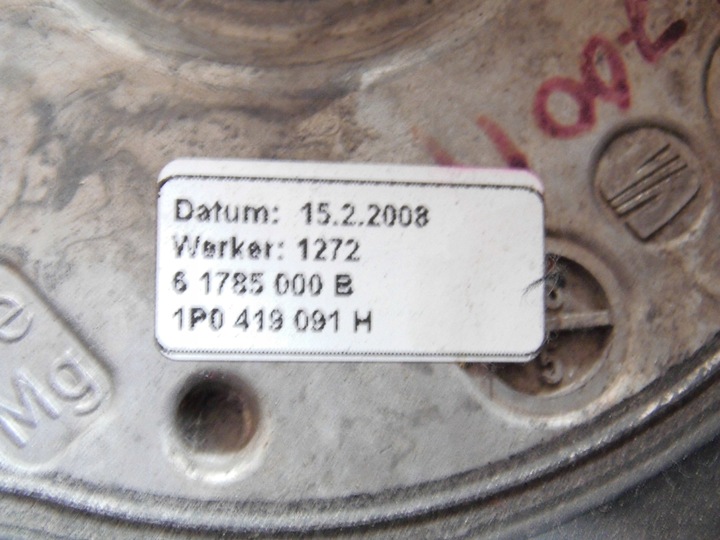 Datum: 15.2.2008
Werker: 1272
6 1785 000 B
1P0 419 091 H
e
Mg